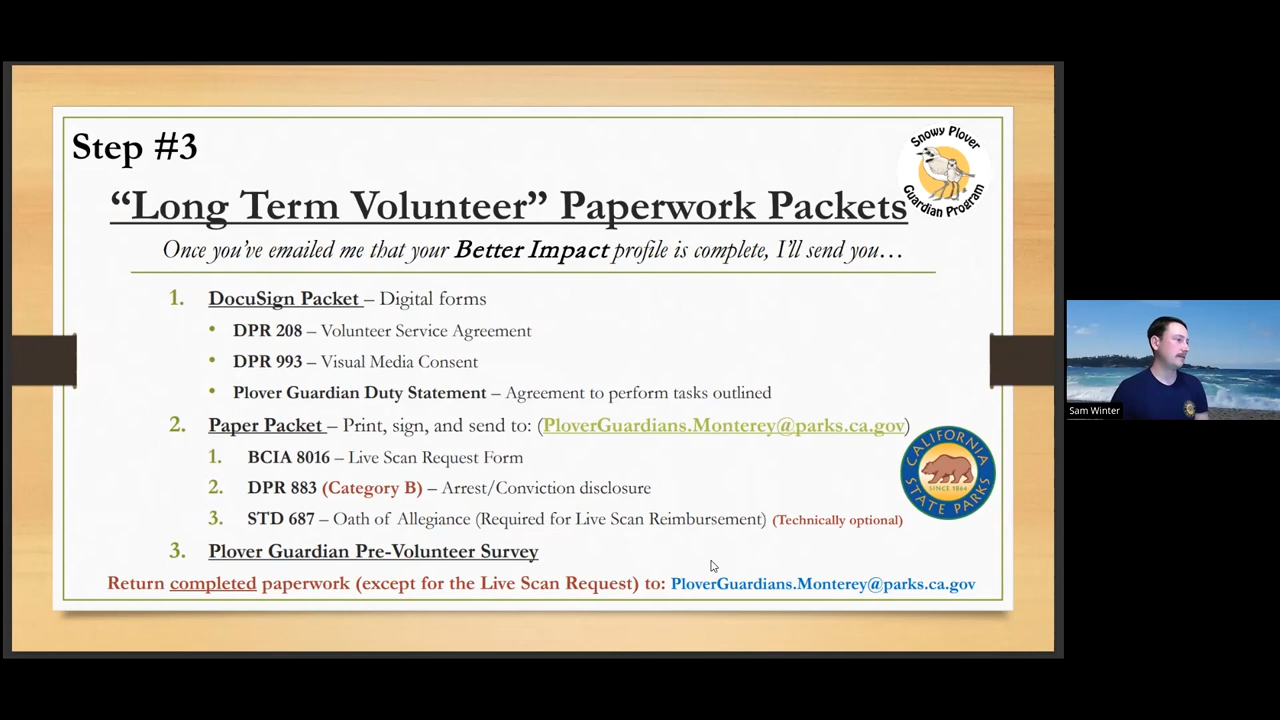 Step #3
Snowy Plover
Guardian Program
“Long Term Volunteer” Paperwork Packets
Once you’ve emailed me that your Better Impact profile is complete, I’ll send you…
1. DocuSign Packet – Digital forms
• DPR 208 – Volunteer Service Agreement
• DPR 993 – Visual Media Consent
• Plover Guardian Duty Statement – Agreement to perform tasks outlined
2. Paper Packet – Print, sign, and send to: (PloverGuardians.Monterey@parks.ca.gov)
1. BCIA 8016 – Live Scan Request Form
2. DPR 883 (Category B) – Arrest/Conviction disclosure
3. STD 687 – Oath of Allegiance (Required for Live Scan Reimbursement) (Technically optional)
3. Plover Guardian Pre-Volunteer Survey
Return completed paperwork (except for the Live Scan Request) to: PloverGuardians.Monterey@parks.ca.gov
CALIFORNIA
SINCE 1864
STATE PARKS
Sam Winter